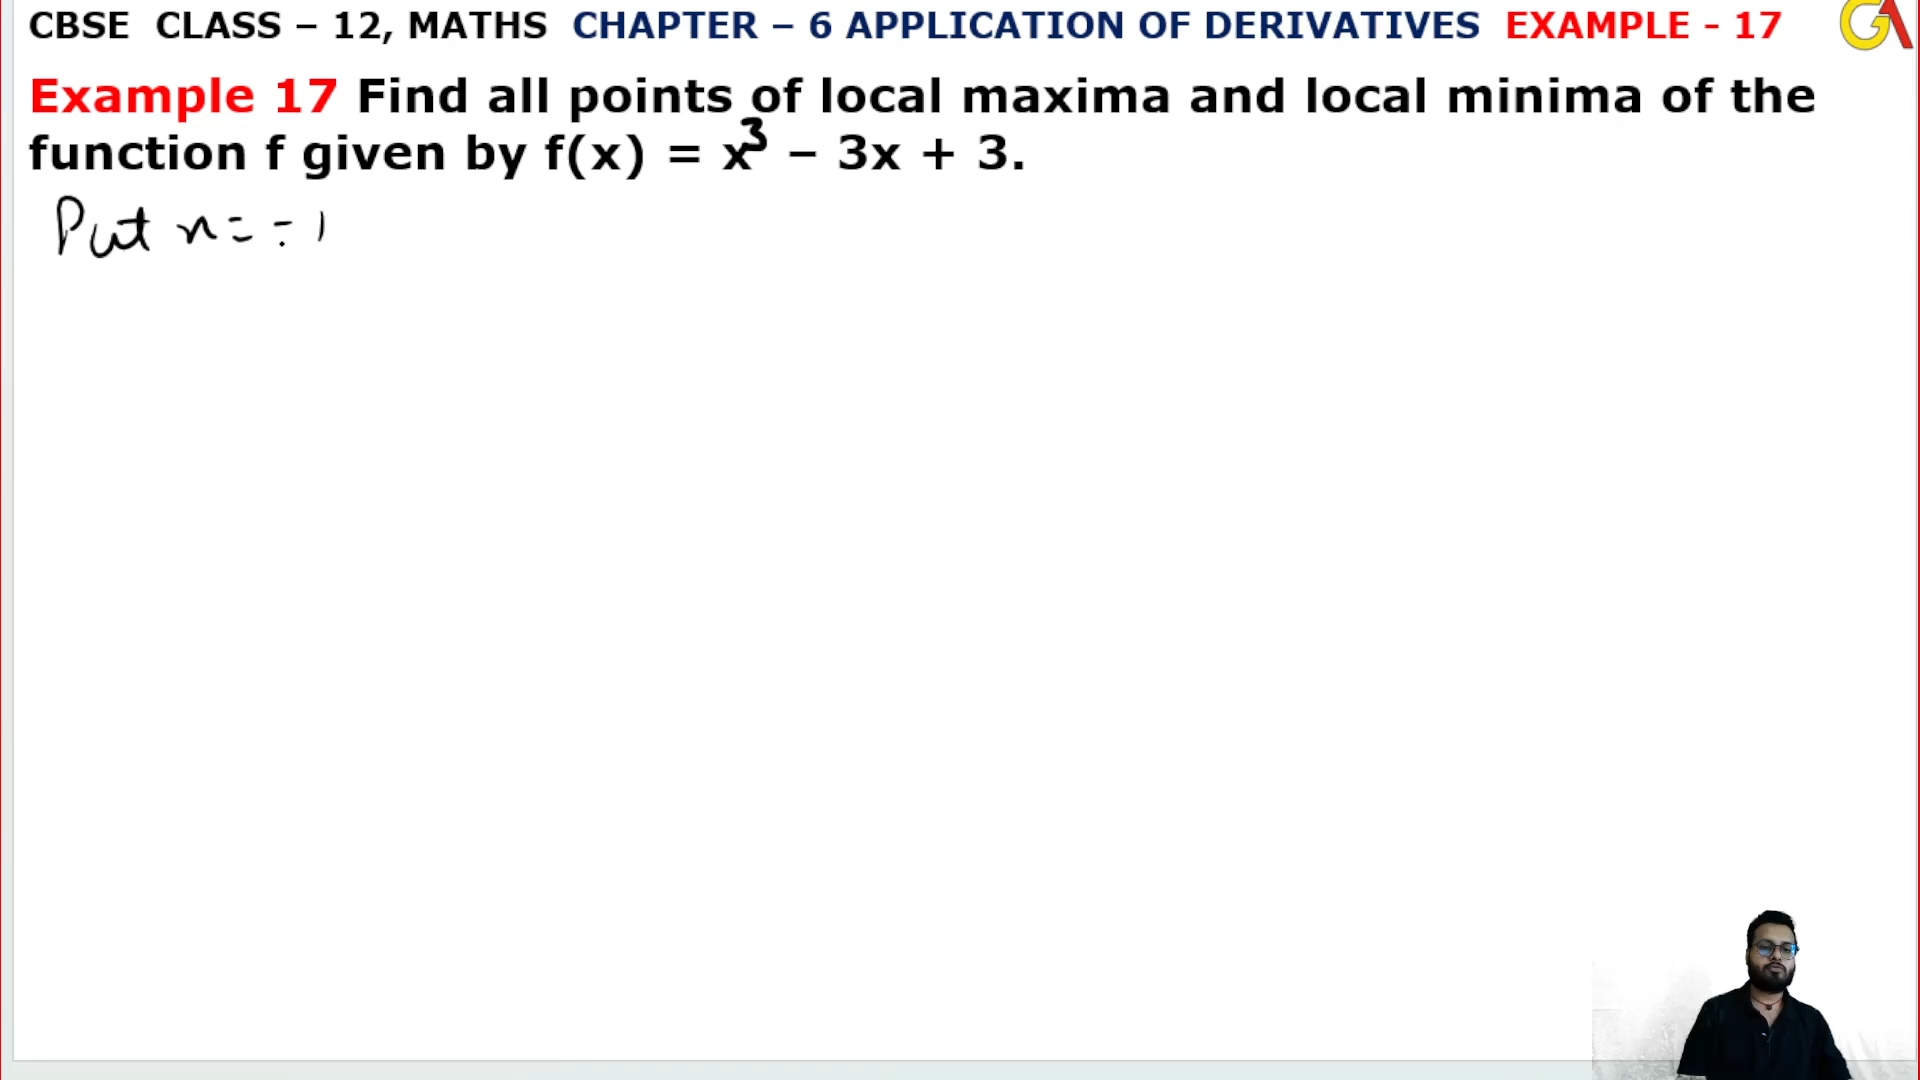 CBSE CLASS – 12, MATHS CHAPTER – 6 APPLICATION OF DERIVATIVES EXAMPLE - 17
GA
Example 17 Find all points of local maxima and local minima of the
function f given by f(x) = x³ – 3x + 3.
Put x = -1